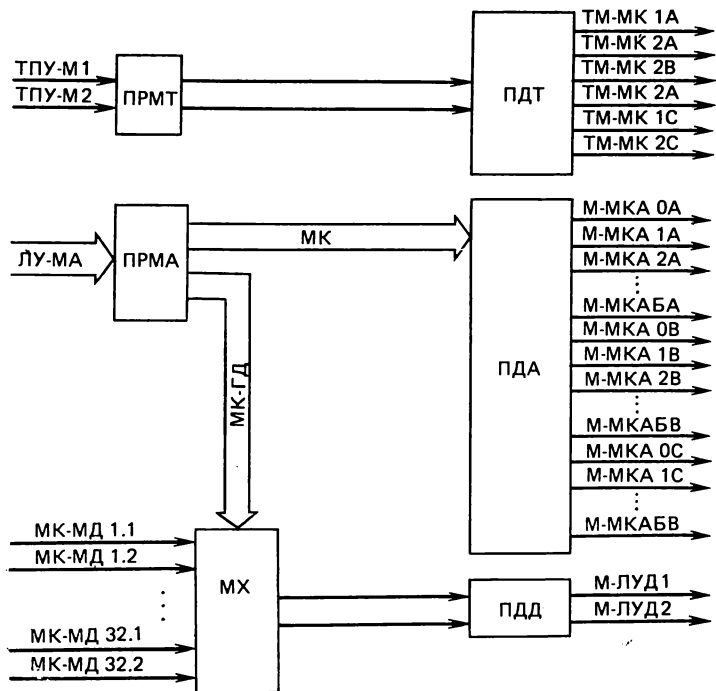 ТПУ-М1
ТПУ-М2
ПРМТ
ПДТ
ТМ-МК 1А
ТМ-МК 2А
ТМ-МК 2В
ТМ-МК 2А
ТМ-МК 1С
ТМ-МК 2С
ЛУ-МА
ПРМА
МК
МК-ГД
ПДА
М-МКА 0А
М-МКА 1А
М-МКА 2А
М-МКАБА
М-МКА 0В
М-МКА 1В
М-МКА 2В
М-МКАБВ
М-МКА 0С
М-МКА 1С
М-МКАБВ
МК-МД 1.1
МК-МД 1.2
МК-МД 32.1
МК-МД 32.2
МХ
ПДД
М-ЛУД1
М-ЛУД2